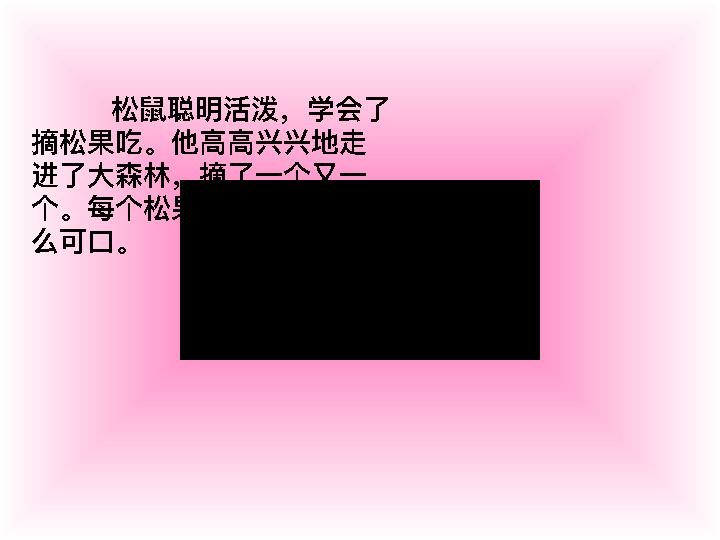 松鼠聪明活泼，学会了
摘松果吃。他高高兴兴地走
进了大森林，摘了一个又一
个。每个松果
么可口。